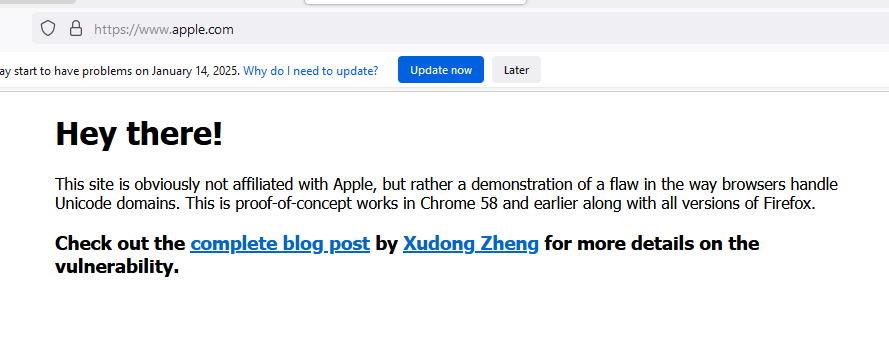 https://www.apple.com
ay start to have problems on January 14, 2025. Why do I need to update? Update now Later
Hey there!
This site is obviously not affiliated with Apple, but rather a demonstration of a flaw in the way browsers handle
Unicode domains. This is proof-of-concept works in Chrome 58 and earlier along with all versions of Firefox.
Check out the complete blog post by Xudong Zheng for more details on the
vulnerability.